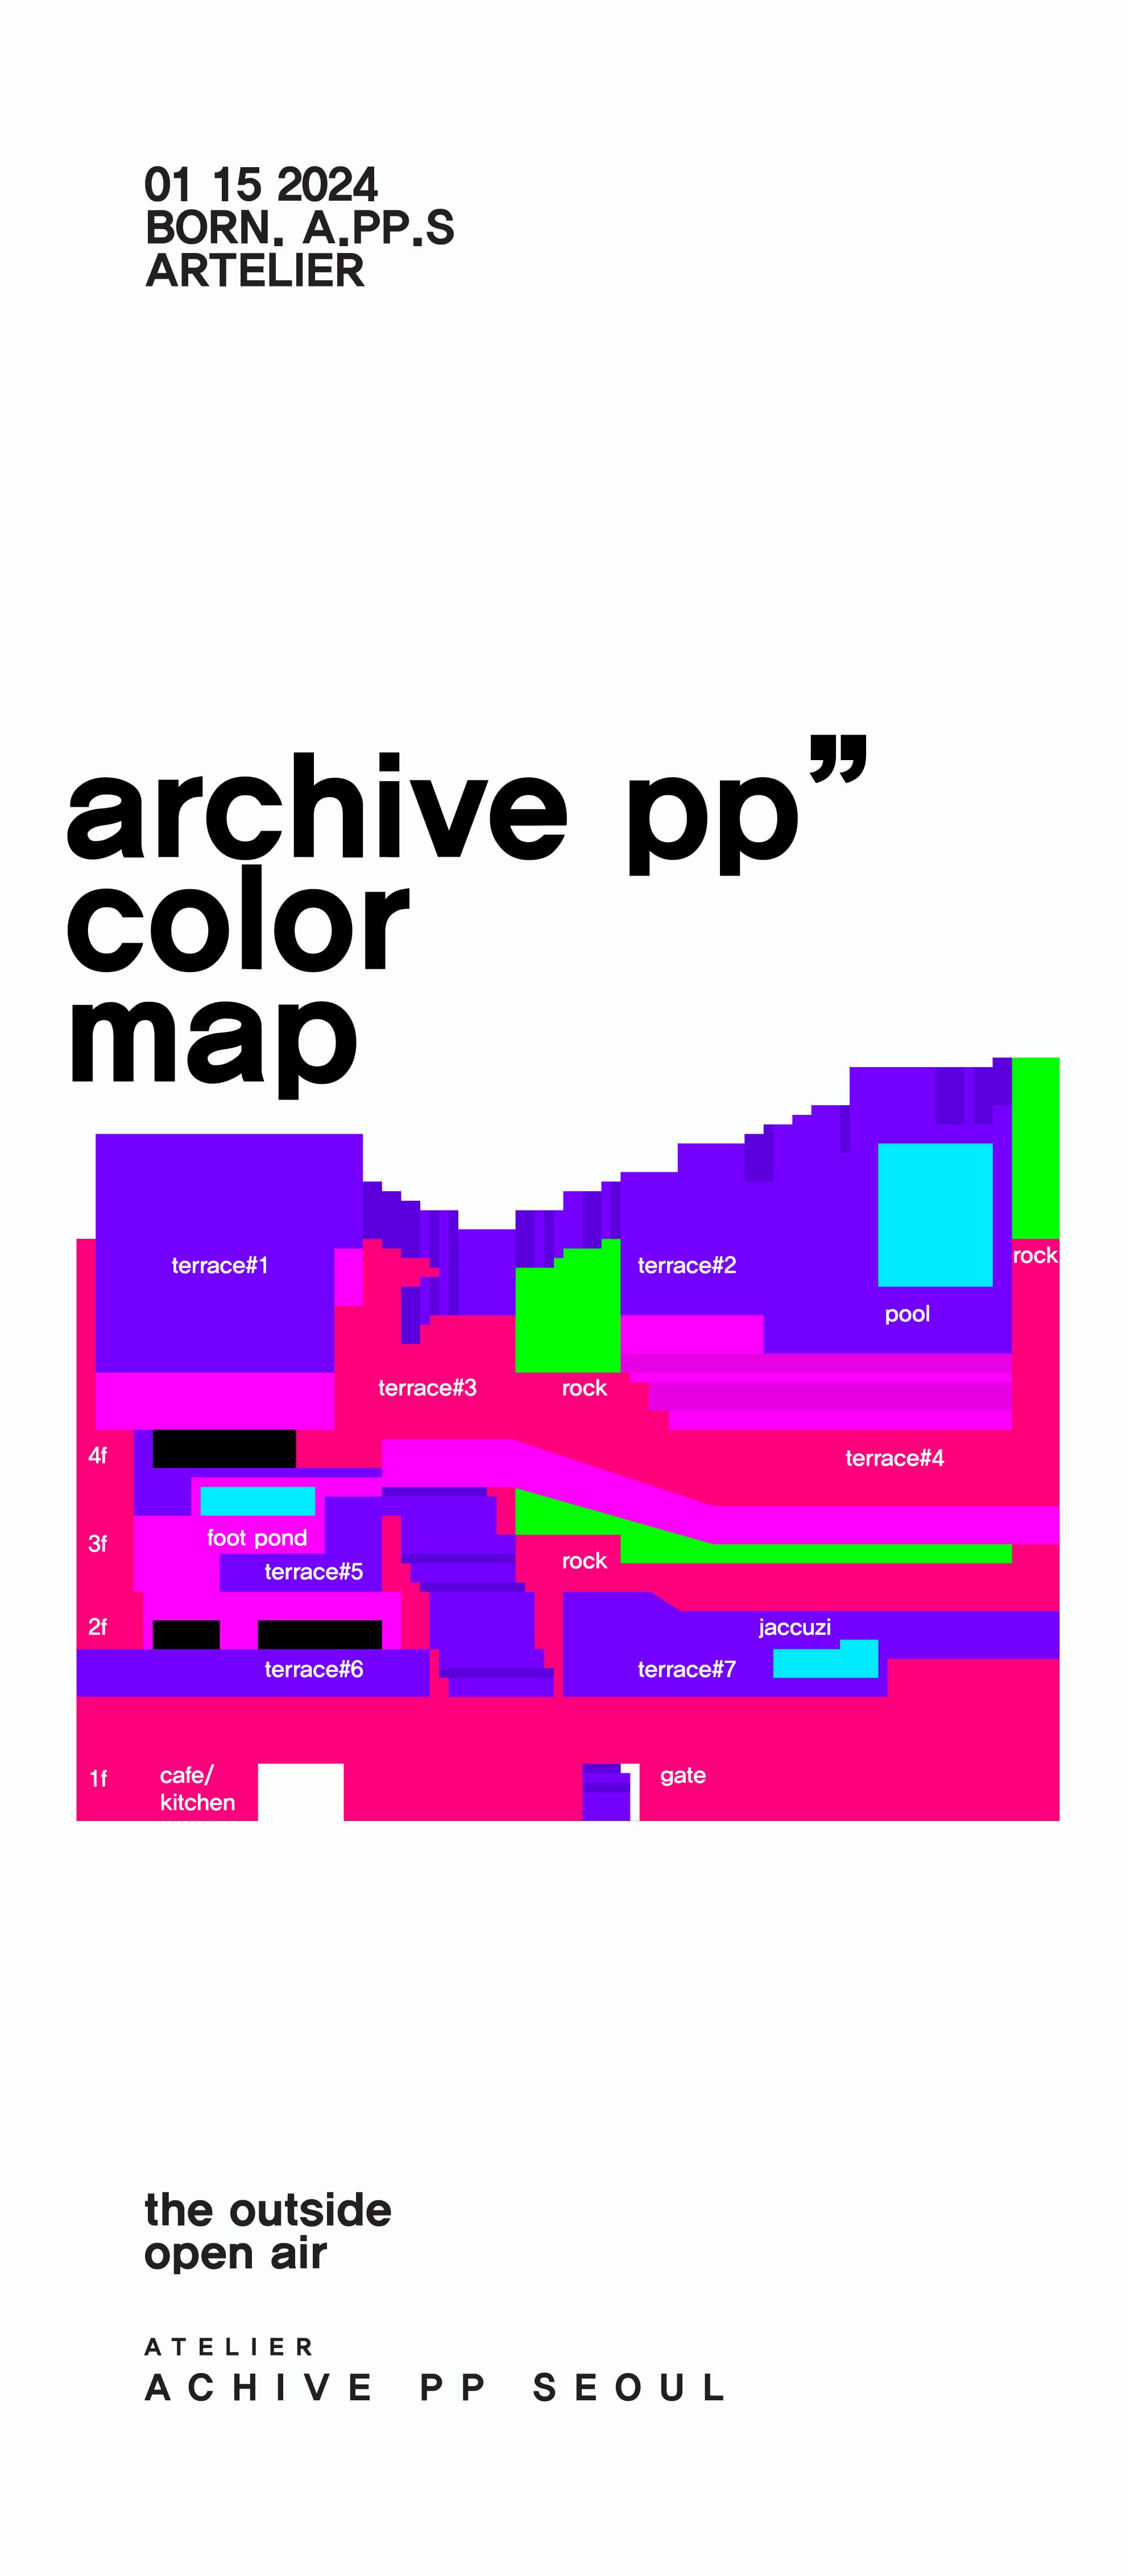 01 15 2024
BORN. A.PP.S
ARTELIER
archive pp”
color
map
terrace#1
terrace#2
rock
pool
terrace#3
rock
4f
terrace#4
3f
foot pond
rock
terrace#5
2f
jaccuzi
terrace#6
terrace#7
1f
cafe/
kitchen
gate
the outside
open air
ATELIER
ACHIVE PP SEOUL